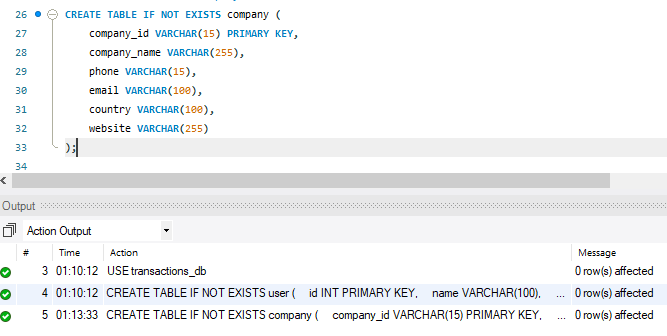 26 CREATE TABLE IF NOT EXISTS company (
27 company_id VARCHAR(15) PRIMARY KEY,
28 company_name VARCHAR(255),
29 phone VARCHAR(15),
30 email VARCHAR(100),
31 country VARCHAR(100),
32 website VARCHAR(255)
33 );
34
Output
Action Output
# Time Action Message
3 01:10:12 USE transactions_db 0 row(s) affected
4 01:10:12 CREATE TABLE IF NOT EXISTS user ( id INT PRIMARY KEY, name VARCHAR(100), ... 0 row(s) affected
5 01:13:33 CREATE TABLE IF NOT EXISTS company ( company_id VARCHAR(15) PRIMARY KEY, ... 0 row(s) affected